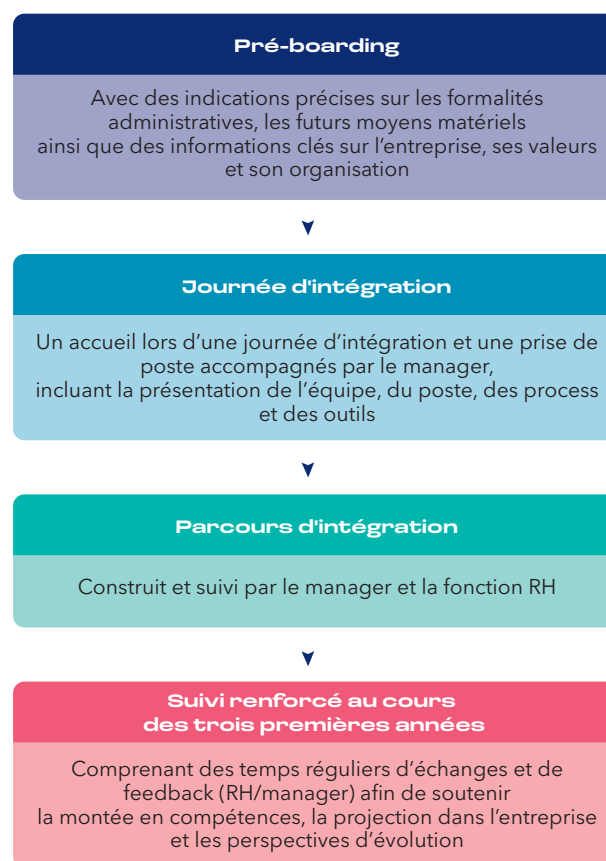 Pré-boarding
Avec des indications précises sur les formalités
administratives, les futurs moyens matériels
ainsi que des informations clés sur l’entreprise, ses valeurs
et son organisation
Journée d'intégration
Un accueil lors d’une journée d’intégration et une prise de
poste accompagnés par le manager,
incluant la présentation de l’équipe, du poste, des process
et des outils
Parcours d'intégration
Construit et suivi par le manager et la fonction RH
Suivi renforcé au cours
des trois premières années
Comprenant des temps réguliers d’échanges et de
feedback (RH/manager) afin de soutenir
la montée en compétences, la projection dans l’entreprise
et les perspectives d’évolution